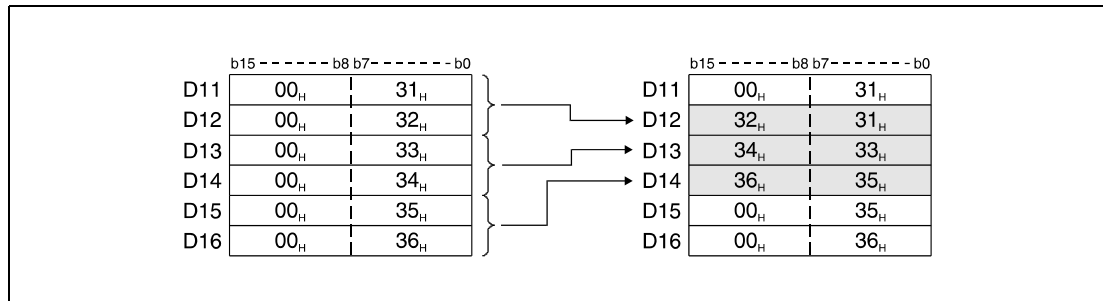 b15 - - - - - - - b8 b7- - - - - - - - b0 b15 - - - - - - - b8 b7- - - - - - - - b0
D11 00H 31H D11 00H 31H
D12 00H 32H D12 32H 31H
D13 00H 33H D13 34H 33H
D14 00H 34H D14 36H 35H
D15 00H 35H D15 00H 35H
D16 00H 36H D16 00H 36H